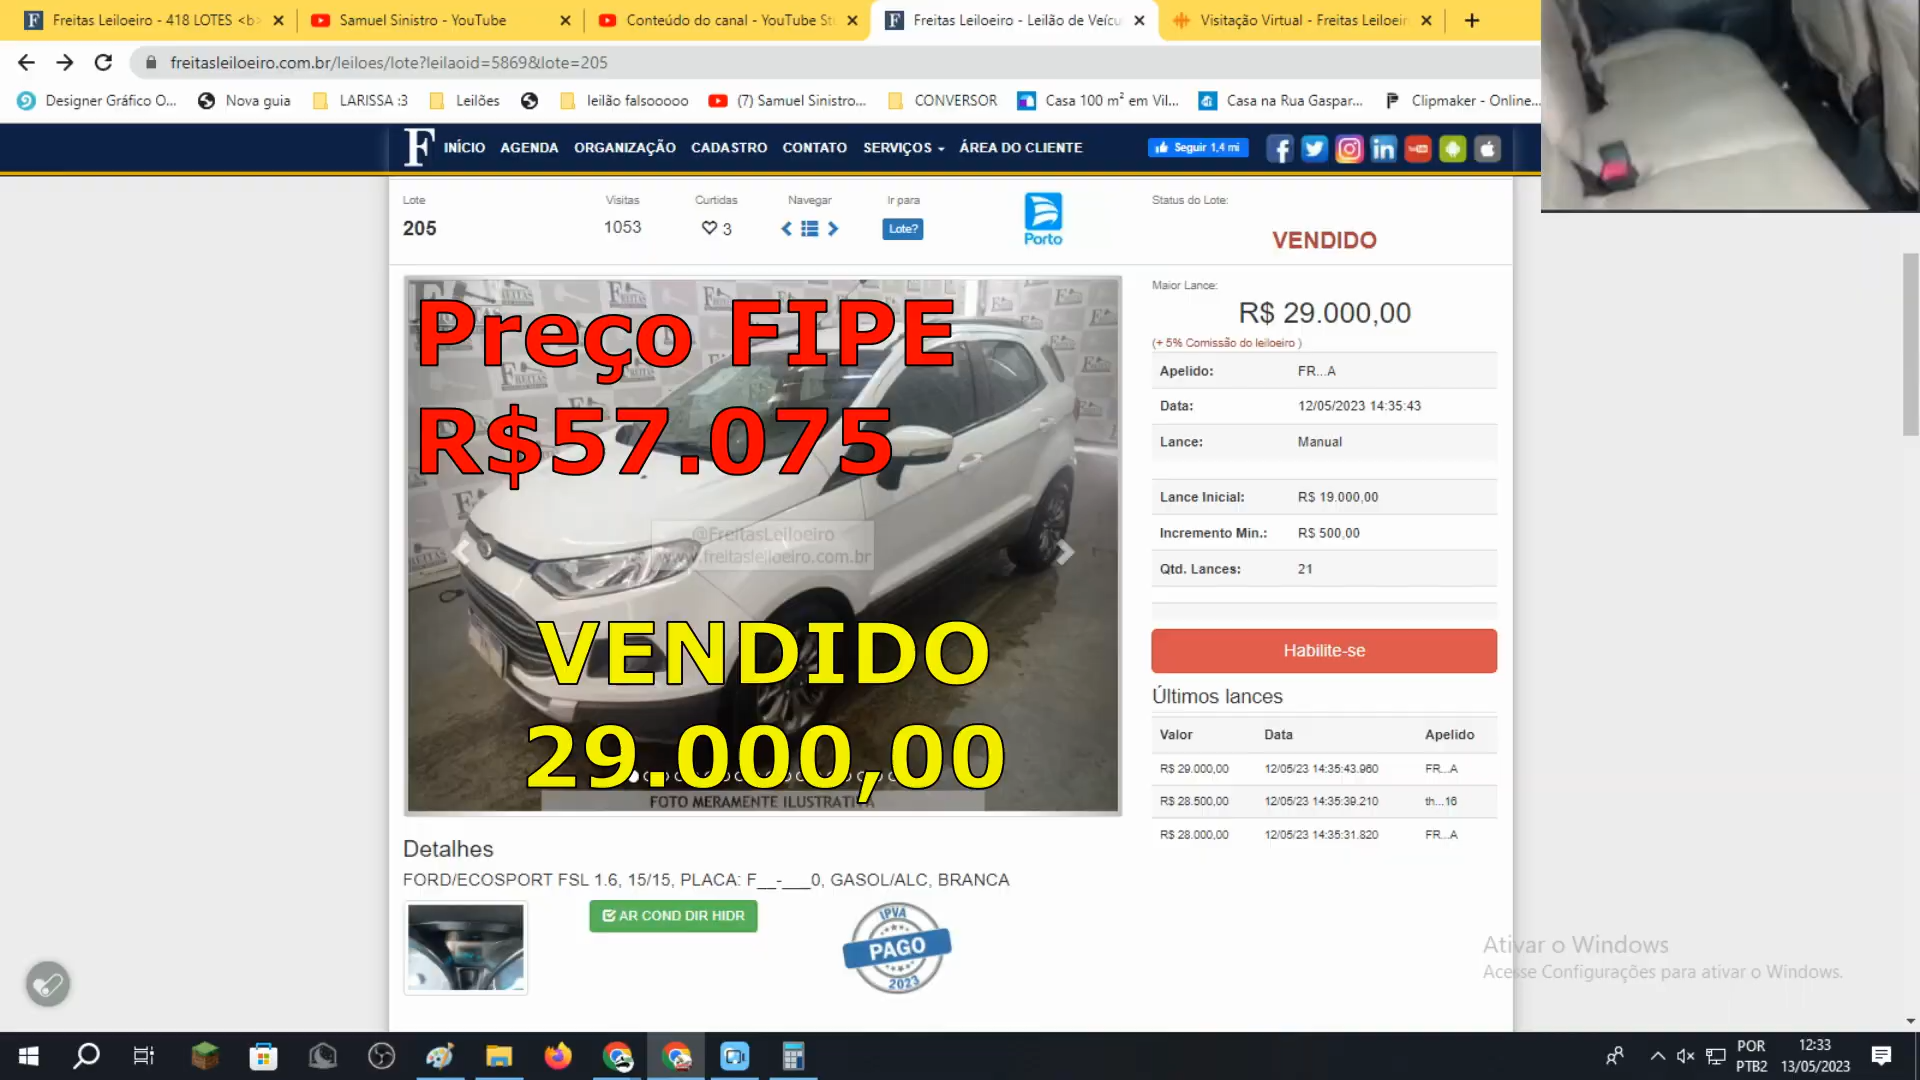 Freitas Leiloeiro - 418 LOTES <b>
Samuel Sinistro - YouTube
Conteúdo do canal - YouTube St
Freitas Leiloeiro - Leilão de Veícu
Visitação Virtual - Freitas Leiloeir
freitasleiloeiro.com.br/leiloes/lote?leilaoid=5869&lote=205
Designer Gráfico O...
Nova guia
LARISSA :3
Leilões
leilão falsooooo
(7) Samuel Sinistro...
CONVERSOR
Casa 100 m² em Vil...
Casa na Rua Gaspar...
Clipmaker - Online...
F INÍCIO AGENDA ORGANIZAÇÃO CADASTRO CONTATO SERVIÇOS ÁREA DO CLIENTE
Seguir 1,4 mi
Lote
205
Visitas
1053
Curtidas
3
Navegar
Ir para
Lote?
Porto
Status do Lote:
VENDIDO
Preço FIPE
R$57.075
@FreitasLeiloeiro
www.freitasleiloeiro.com.br
VENDIDO
29.000,00
FOTO MERAMENTE ILUSTRATIVA
Maior Lance:
R$ 29.000,00
(+ 5% Comissão do leiloeiro )
Apelido: FR...A
Data: 12/05/2023 14:35:43
Lance: Manual
Lance Inicial: R$ 19.000,00
Incremento Min.: R$ 500,00
Qtd. Lances: 21
Habilite-se
Últimos lances
Valor Data Apelido
R$ 29.000,00 12/05/23 14:35:43.960 FR...A
R$ 28.500,00 12/05/23 14:35:39.210 th...16
R$ 28.000,00 12/05/23 14:35:31.820 FR...A
Detalhes
FORD/ECOSPORT FSL 1.6, 15/15, PLACA: F__-___0, GASOL/ALC, BRANCA
AR COND DIR HIDR
IPVA
PAGO
2023
Ativar o Windows
Acesse Configurações para ativar o Windows.
POR
PTB2
12:33
13/05/2023